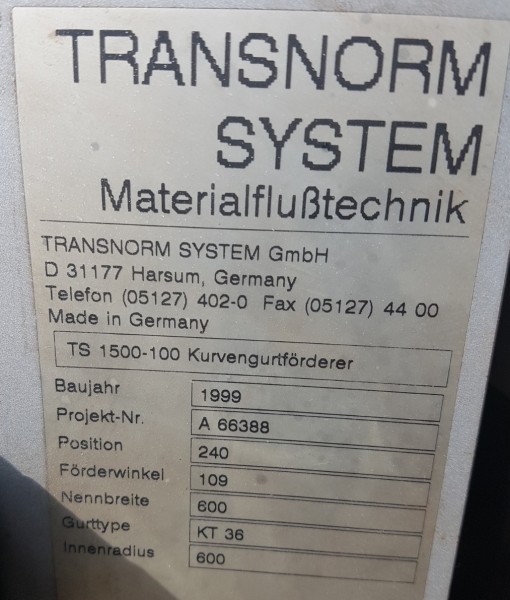 TRANSNORM
SYSTEM
Materialflußtechnik
TRANSNORM SYSTEM GmbH
D 31177 Harsum, Germany
Telefon (05127) 402-0 Fax (05127) 44 00
Made in Germany
TS 1500-100 Kurvengurtförderer
Baujahr 1999
Projekt-Nr. A 66388
Position 240
Förderwinkel 109
Nennbreite 600
Gurttype KT 36
Innenradius 600